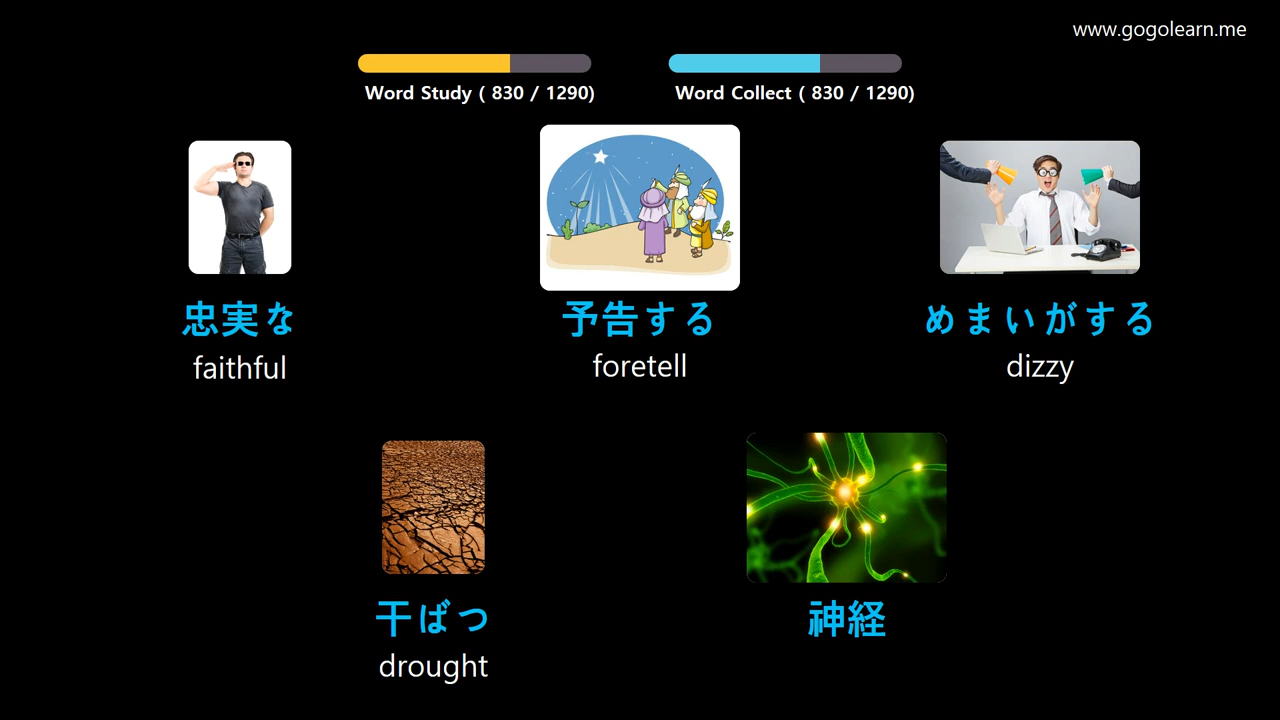 www.gogolearn.me
Word Study ( 830 / 1290)
Word Collect ( 830 / 1290)
忠実な
faithful
予告する
foretell
めまいがする
dizzy
干ばつ
drought
神経